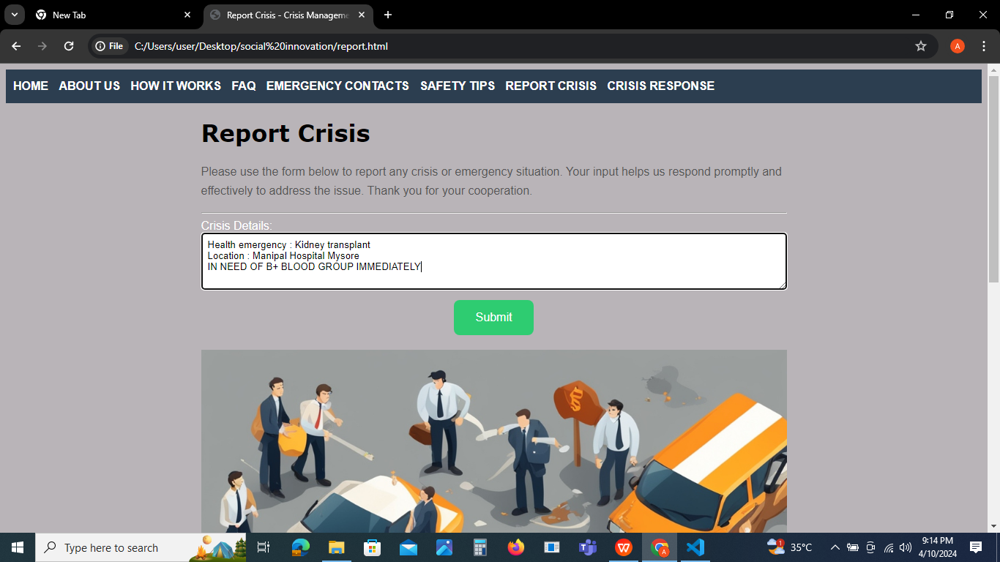 New Tab
Report Crisis - Crisis Manageme
File
C:/Users/user/Desktop/social%20innovation/report.html
A
HOME ABOUT US HOW IT WORKS FAQ EMERGENCY CONTACTS SAFETY TIPS REPORT CRISIS CRISIS RESPONSE
Report Crisis
Please use the form below to report any crisis or emergency situation. Your input helps us respond promptly and
effectively to address the issue. Thank you for your cooperation.
Crisis Details:
Health emergency : Kidney transplant
Location : Manipal Hospital Mysore
IN NEED OF B+ BLOOD GROUP IMMEDIATELY
Submit
Type here to search
1
35°C
9:14 PM
4/10/2024